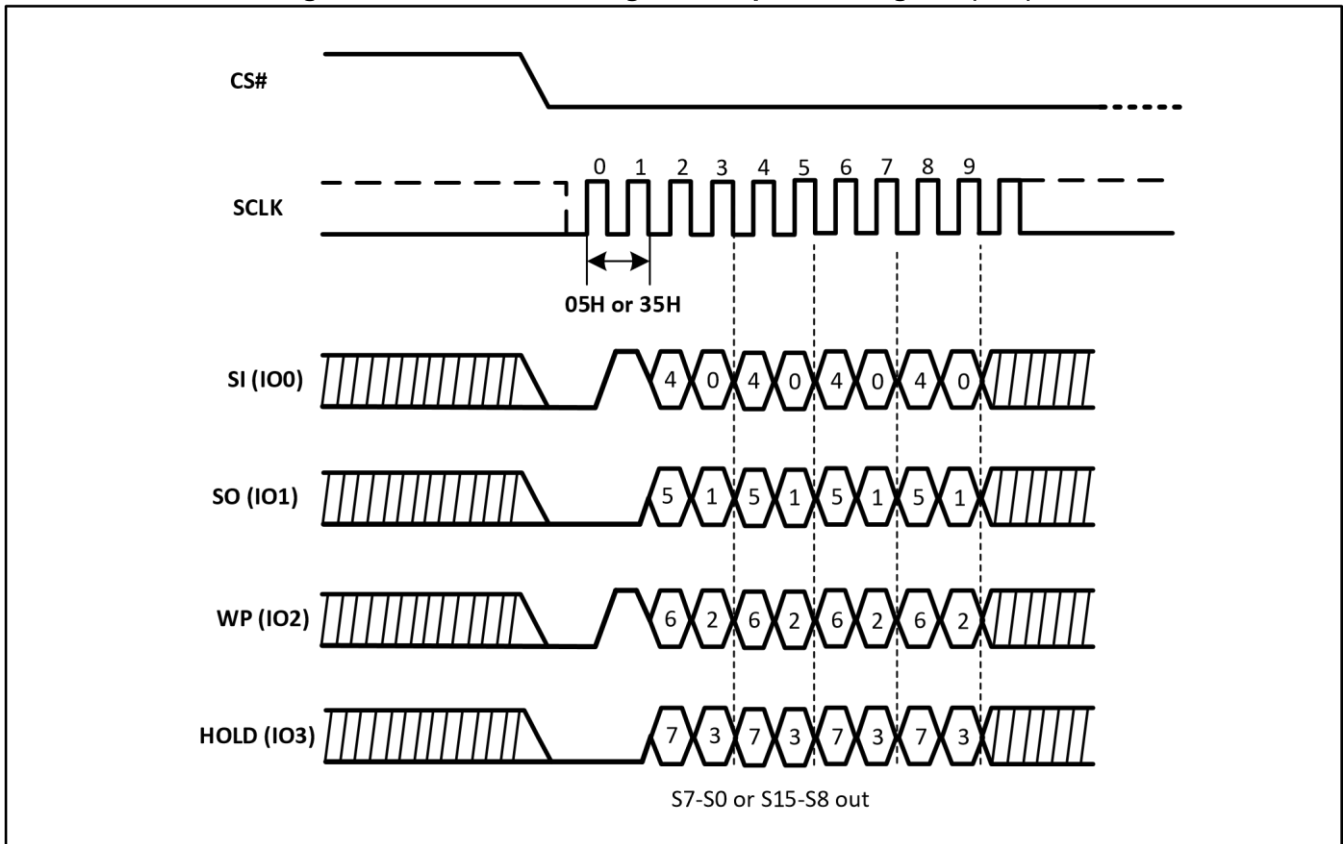 CS#
0 1 2 3 4 5 6 7 8 9
SCLK
05H or 35H
SI (IO0) 4 0 4 0 4 0 4 0
SO (IO1) 5 1 5 1 5 1 5 1
WP (IO2) 6 2 6 2 6 2 6 2
HOLD (IO3) 7 3 7 3 7 3 7 3
S7-S0 or S15-S8 out